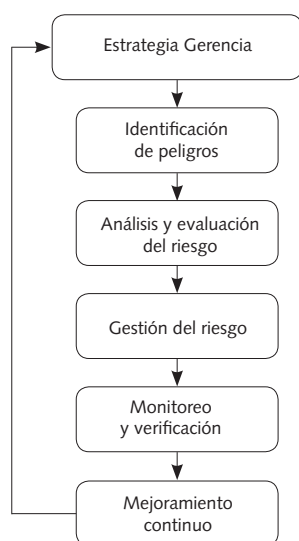 Estrategia Gerencia
Identificación
de peligros
Análisis y evaluación
del riesgo
Gestión del riesgo
Monitoreo
y verificación
Mejoramiento
continuo